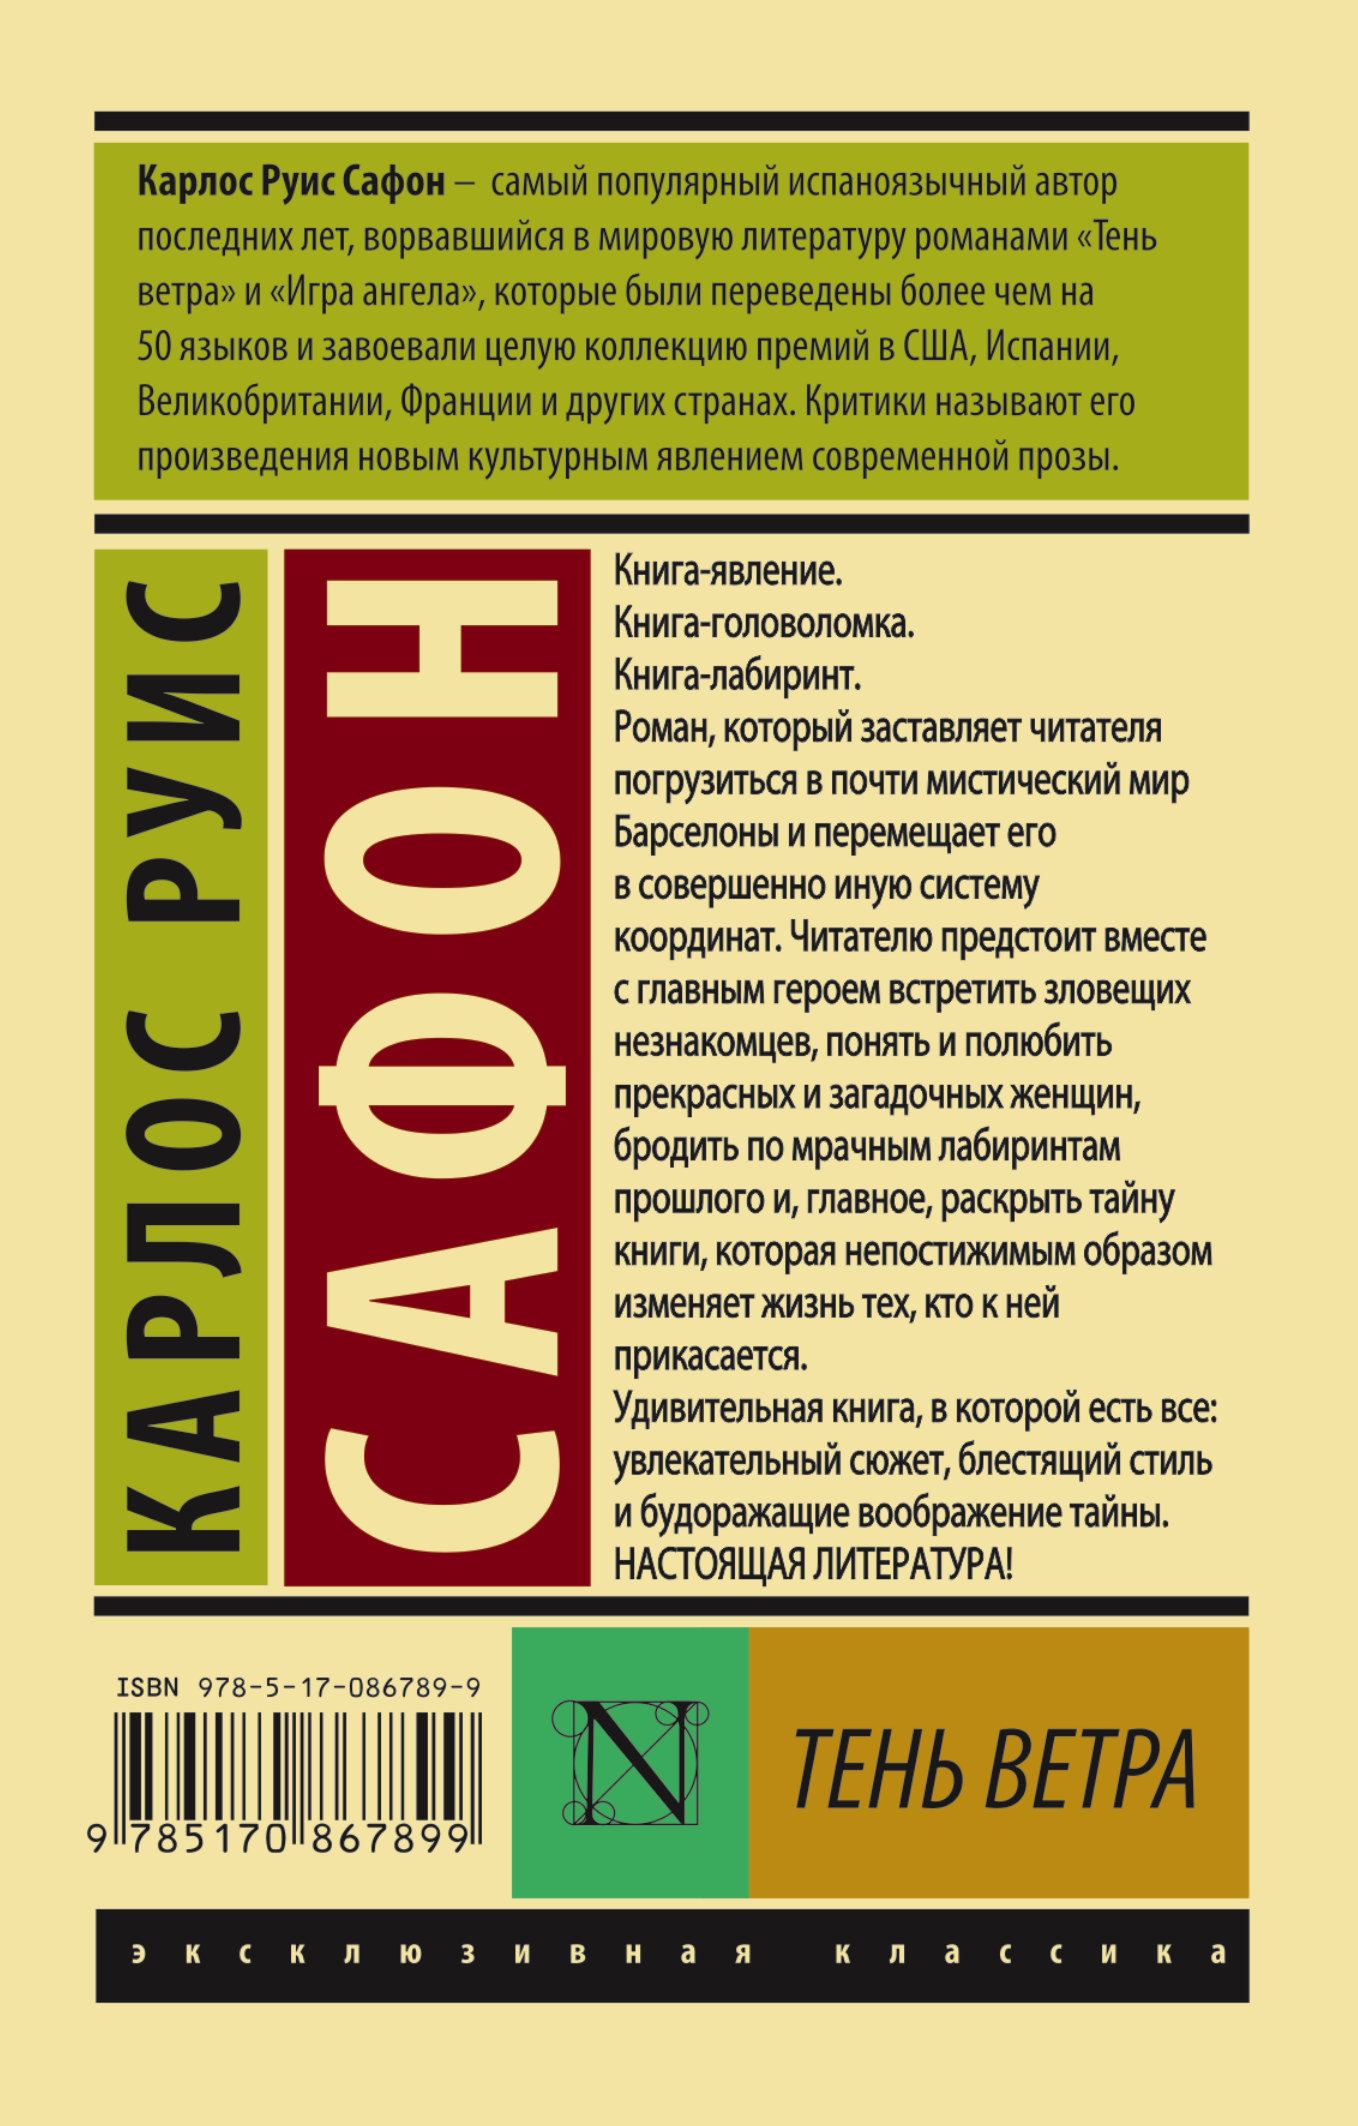 Карлос Руис Сафон – самый популярный испаноязычный автор
последних лет, ворвавшийся в мировую литературу романами «Тень
ветра» и «Игра ангела», которые были переведены более чем на
50 языков и завоевали целую коллекцию премий в США, Испании,
Великобритании, Франции и других странах. Критики называют его
произведения новым культурным явлением современной прозы.
КАРЛОС РУИС
САФОН
Книга-явление.
Книга-головоломка.
Книга-лабиринт.
Роман, который заставляет читателя
погрузиться в почти мистический мир
Барселоны и перемещает его
в совершенно иную систему
координат. Читателю предстоит вместе
с главным героем встретить зловещих
незнакомцев, понять и полюбить
прекрасных и загадочных женщин,
бродить по мрачным лабиринтам
прошлого и, главное, раскрыть тайну
книги, которая непостижимым образом
изменяет жизнь тех, кто к ней
прикасается.
Удивительная книга, в которой есть все:
увлекательный сюжет, блестящий стиль
и будоражащие воображение тайны.
НАСТОЯЩАЯ ЛИТЕРАТУРА!
ISBN 978-5-17-086789-9
9 785170 867899
N
ТЕНЬ ВЕТРА
эксклюзивная классика